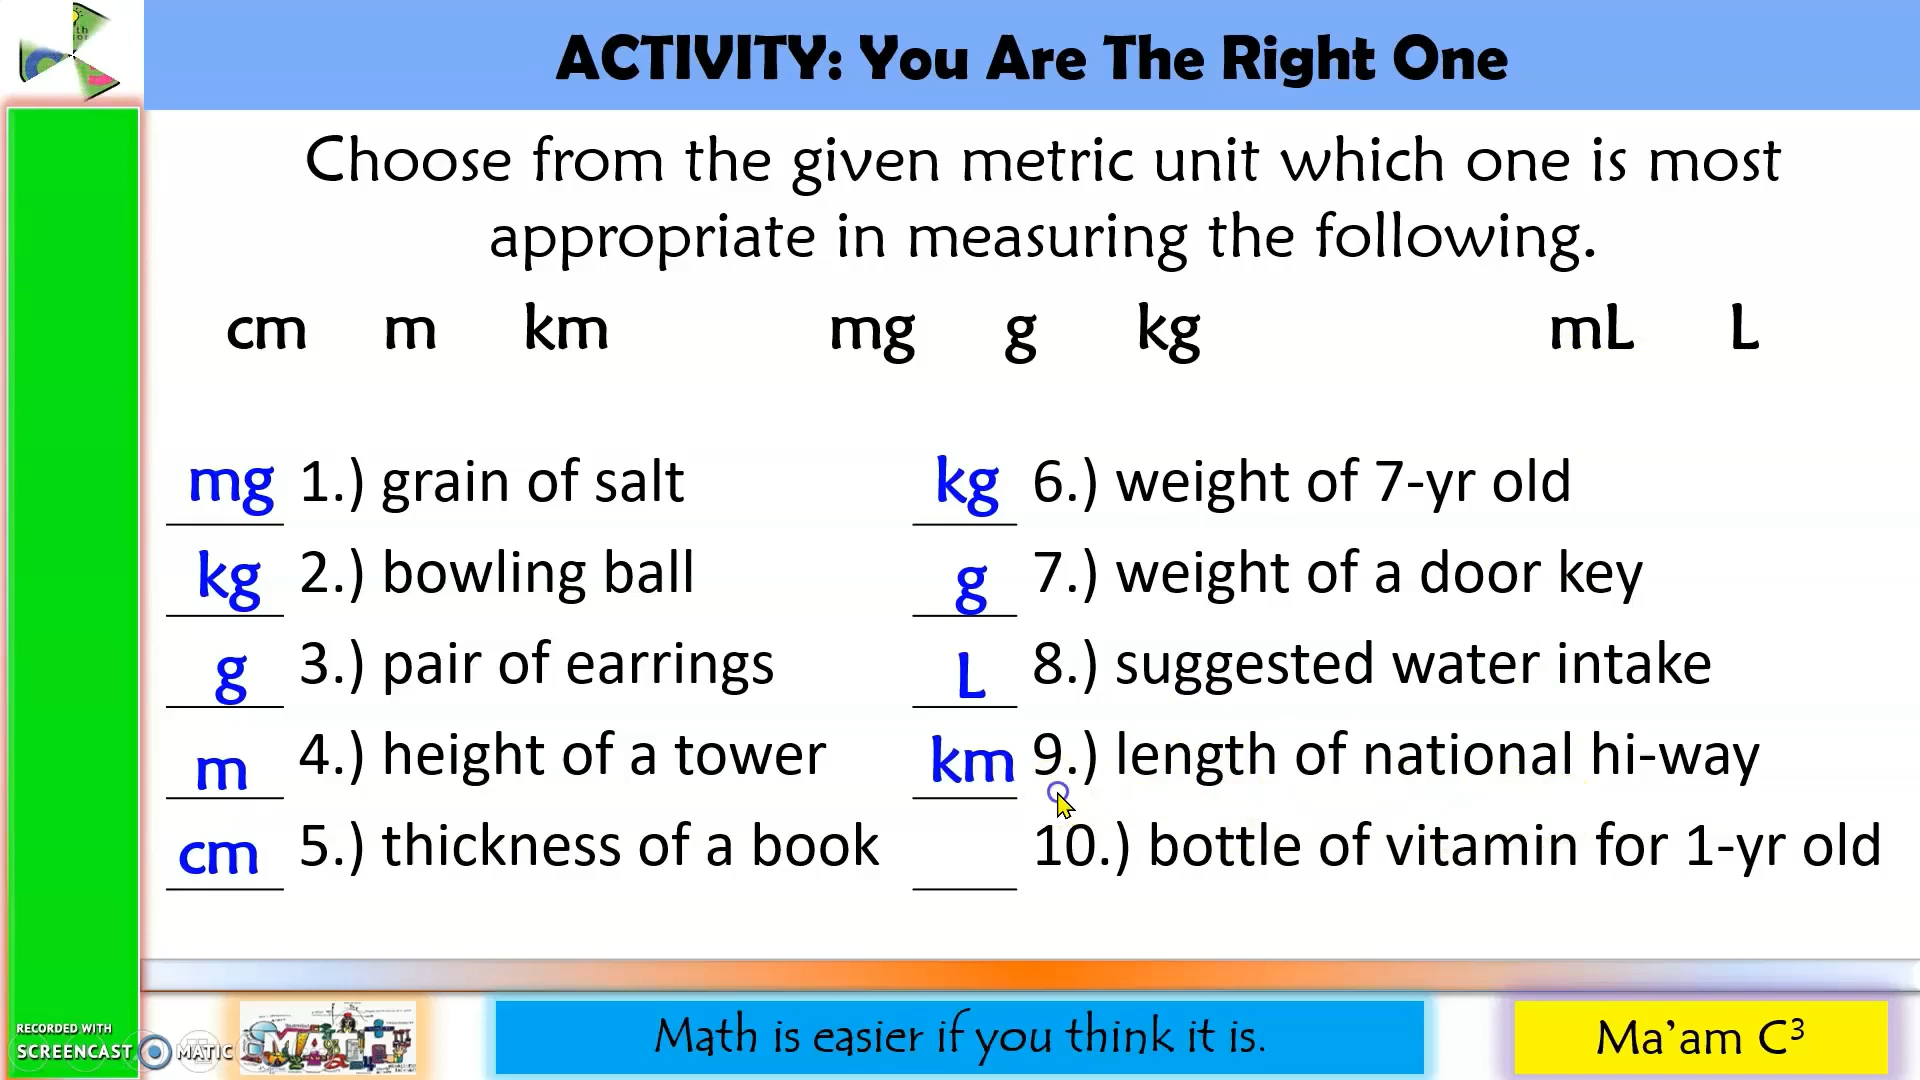 ACTIVITY: You Are The Right One
Choose from the given metric unit which one is most
appropriate in measuring the following.
cm m km mg g kg mL L
mg 1.) grain of salt
kg 2.) bowling ball
g 3.) pair of earrings
m 4.) height of a tower
cm 5.) thickness of a book
kg 6.) weight of 7-yr old
g 7.) weight of a door key
L 8.) suggested water intake
km 9.) length of national hi-way
10.) bottle of vitamin for 1-yr old
RECORDED WITH
SCREENCAST MATIC
MATH
Math is easier if you think it is.
Ma'am C³